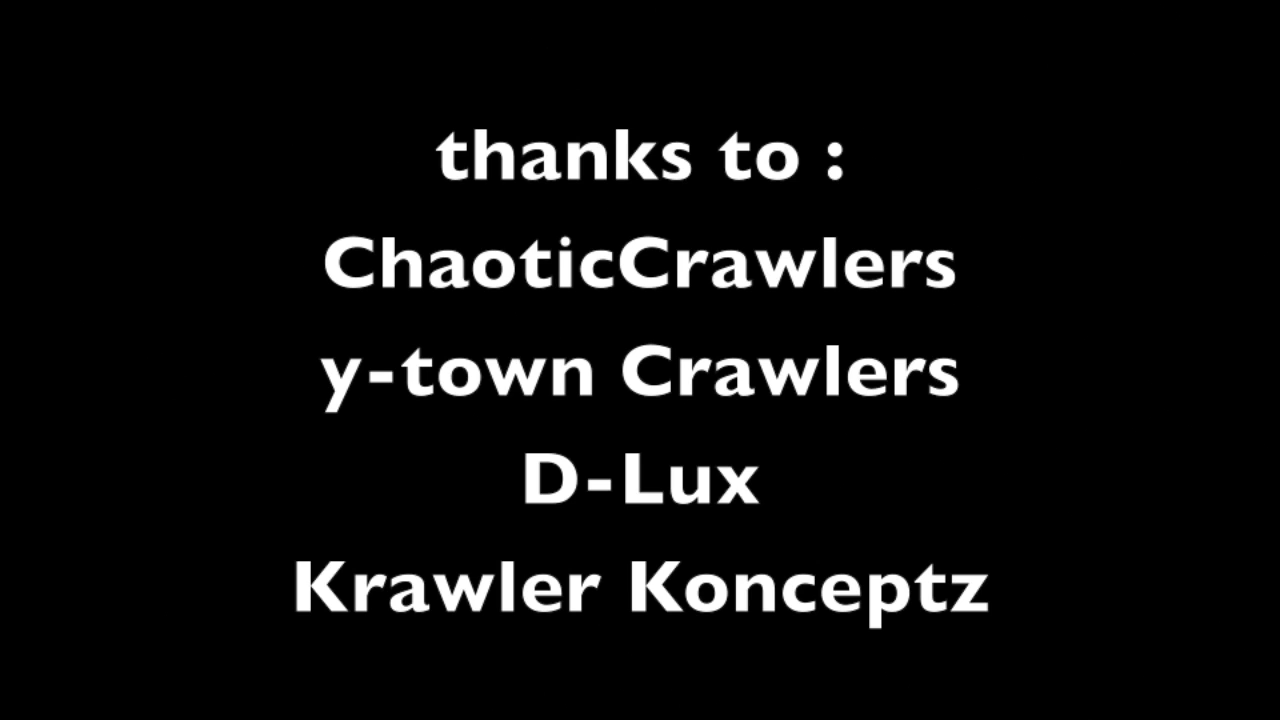 thanks to :
ChaoticCrawlers
y-town Crawlers
D-Lux
Krawler Konceptz